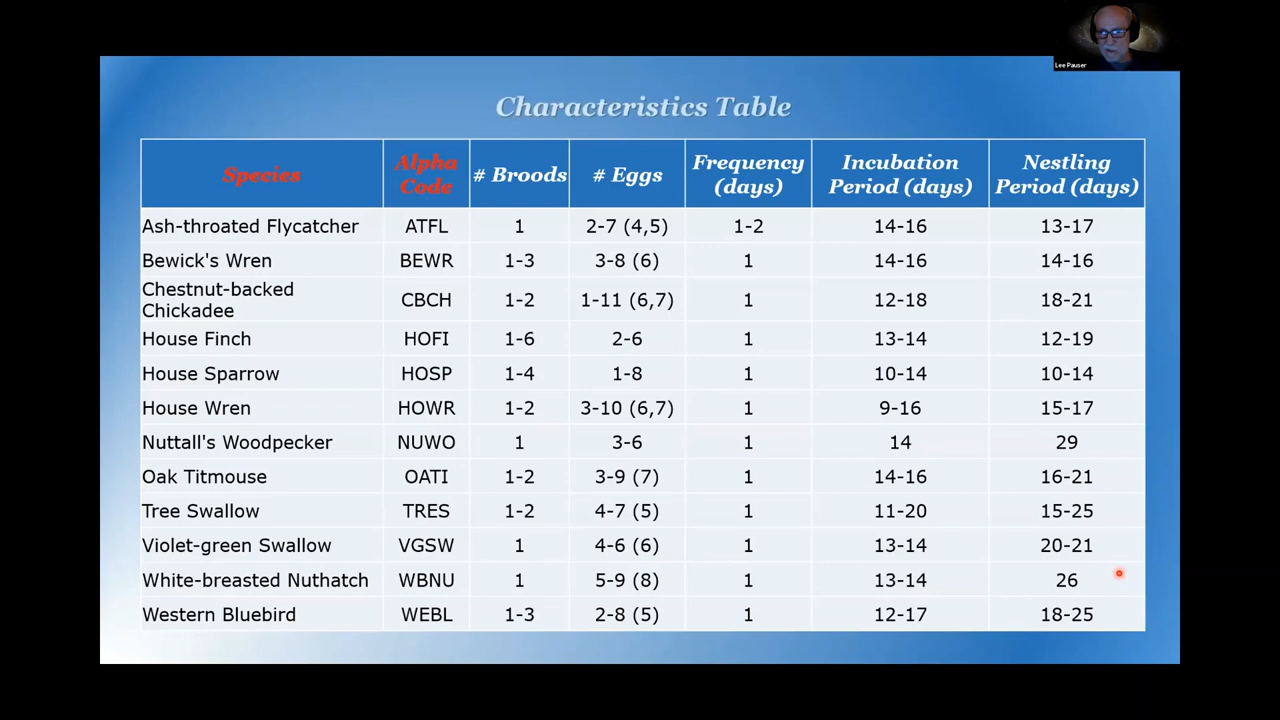 Lee Pauser
Characteristics Table
Species Alpha Code # Broods # Eggs Frequency (days) Incubation Period (days) Nestling Period (days)
Ash-throated Flycatcher ATFL 1 2-7 (4,5) 1-2 14-16 13-17
Bewick's Wren BEWR 1-3 3-8 (6) 1 14-16 14-16
Chestnut-backed Chickadee CBCH 1-2 1-11 (6,7) 1 12-18 18-21
House Finch HOFI 1-6 2-6 1 13-14 12-19
House Sparrow HOSP 1-4 1-8 1 10-14 10-14
House Wren HOWR 1-2 3-10 (6,7) 1 9-16 15-17
Nuttall's Woodpecker NUWO 1 3-6 1 14 29
Oak Titmouse OATI 1-2 3-9 (7) 1 14-16 16-21
Tree Swallow TRES 1-2 4-7 (5) 1 11-20 15-25
Violet-green Swallow VGSW 1 4-6 (6) 1 13-14 20-21
White-breasted Nuthatch WBNU 1 5-9 (8) 1 13-14 26
Western Bluebird WEBL 1-3 2-8 (5) 1 12-17 18-25